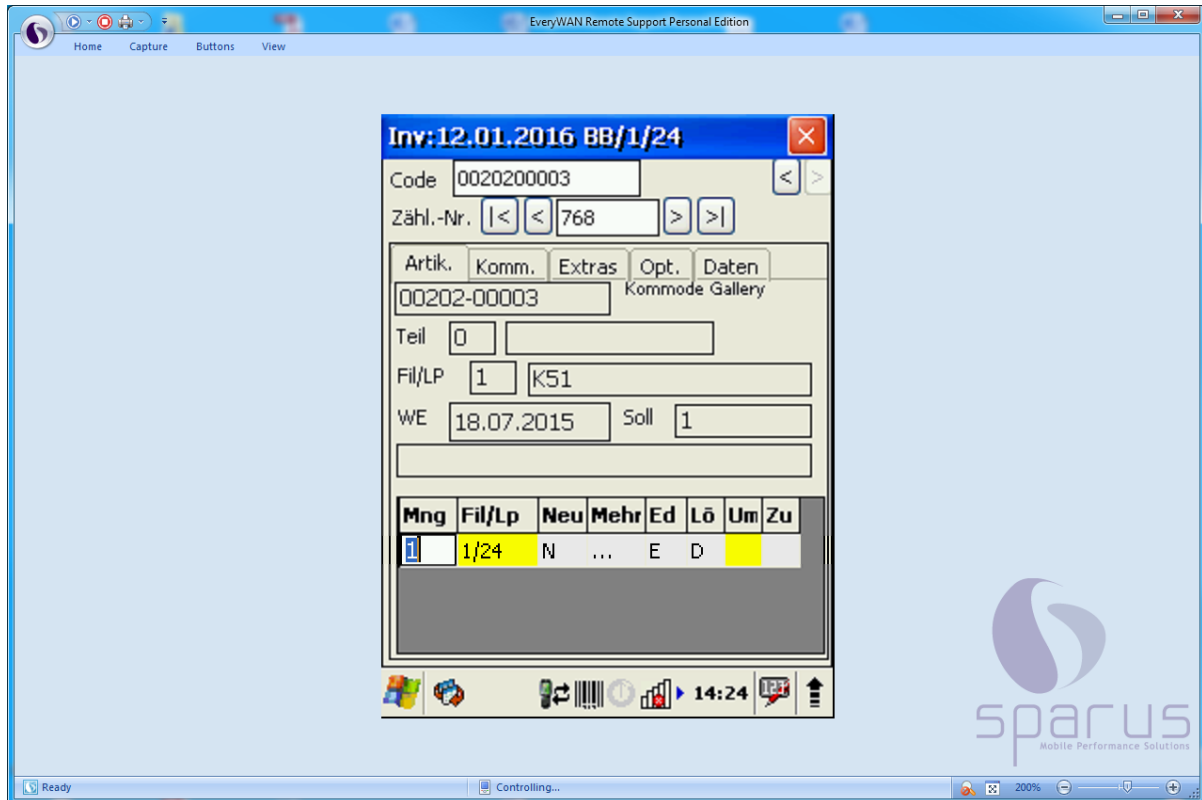 EveryWAN Remote Support Personal Edition
Home Capture Buttons View
Inv:12.01.2016 BB/1/24
Code 0020200003 < >
Zähl.-Nr. |< < 768 > >|
Artik. Komm. Extras Opt. Daten
00202-00003 Kommode Gallery
Teil 0
Fil/LP 1 K51
WE 18.07.2015 Soll 1
Mng Fil/Lp Neu Mehr Ed Lö Um Zu
1 1/24 N ... E D
14:24 123
sparus
Mobile Performance Solutions
Ready Controlling... 200%